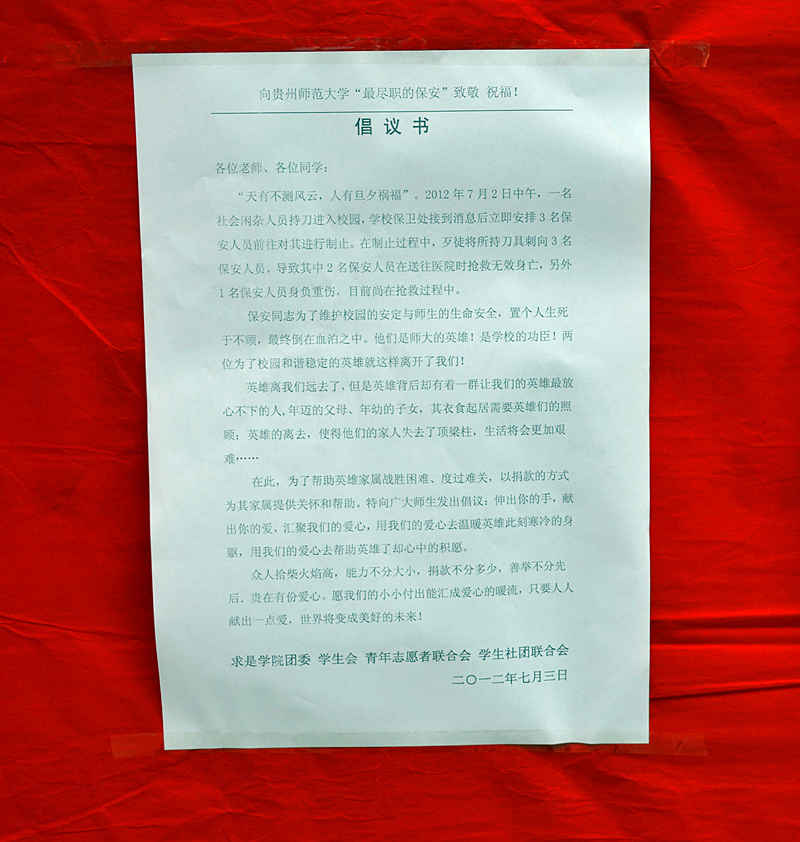 向贵州师范大学“最尽职的保安”致敬 祝福！
倡 议 书
各位老师、各位同学：
“天有不测风云，人有旦夕祸福”。2012 年 7 月 2 日中午，一名
社会闲杂人员持刀进入校园，学校保卫处接到消息后立即安排 3 名保
安人员前往对其进行制止。在制止过程中，歹徒将所持刀具刺向 3 名
保安人员，导致其中 2 名保安人员在送往医院时抢救无效身亡，另外
1 名保安人员身负重伤，目前尚在抢救过程中。
保安同志为了维护校园的安定与师生的生命安全，置个人生死
于不顾，最终倒在血泊之中。他们是师大的英雄！是学校的功臣！两
位为了校园和谐稳定的英雄就这样离开了我们！
英雄离我们远去了，但是英雄背后却有着一群让我们的英雄最放
心不下的人，年迈的父母、年幼的子女，其衣食起居需要英雄们的照
顾；英雄的离去，使得他们的家人失去了顶梁柱，生活将会更加艰
难……
在此，为了帮助英雄家属战胜困难、度过难关，以捐款的方式
为其家属提供关怀和帮助。特向广大师生发出倡议：伸出你的手，献
出你的爱，汇聚我们的爱心，用我们的爱心去温暖英雄此刻寒冷的身
躯，用我们的爱心去帮助英雄了却心中的积愿。
众人拾柴火焰高，能力不分大小，捐款不分多少，善举不分先
后．贵在有份爱心。愿我们的小小付出能汇成爱心的暖流，只要人人
献出一点爱，世界将变成美好的未来！
求是学院团委 学生会 青年志愿者联合会 学生社团联合会
二〇一二年七月三日